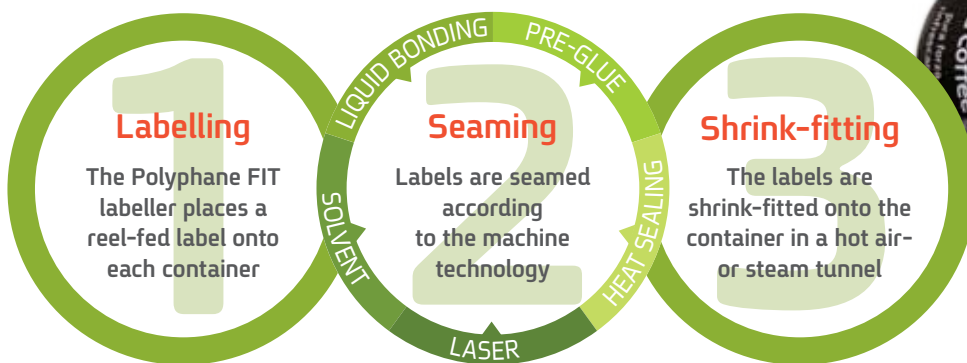 1
Labelling
The Polyphane FIT
labeller places a
reel-fed label onto
each container
2
LIQUID BONDING
PRE-GLUE
HEAT SEALING
LASER
SOLVENT
Seaming
Labels are seamed
according
to the machine
technology
3
Shrink-fitting
The labels are
shrink-fitted onto the
container in a hot air-
or steam tunnel
coffee